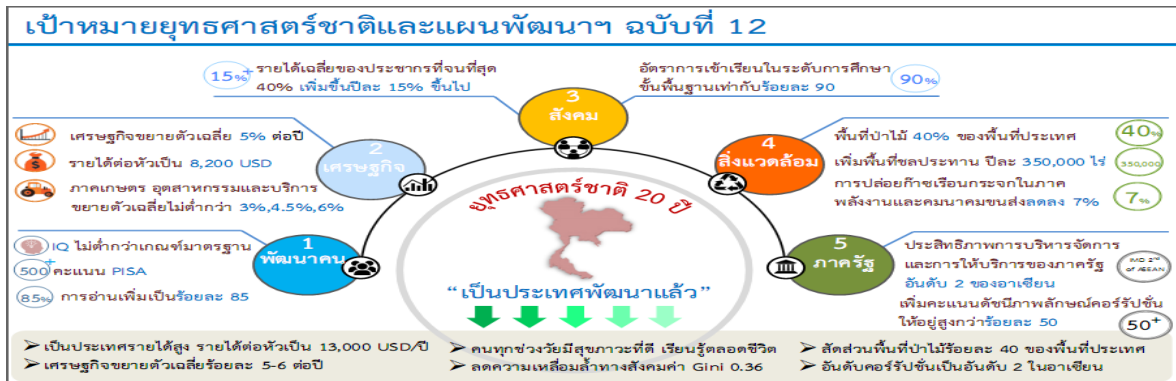 เป้าหมายยุทธศาสตร์ชาติและแผนพัฒนาฯ ฉบับที่ 12
15%+
รายได้เฉลี่ยของประชากรที่จนที่สุด
40% เพิ่มขึ้นปีละ 15% ขึ้นไป
3
สังคม
อัตราการเข้าเรียนในระดับการศึกษา
ขั้นพื้นฐานเท่ากับร้อยละ 90
90%
เศรษฐกิจขยายตัวเฉลี่ย 5% ต่อปี
รายได้ต่อหัวเป็น 8,200 USD
ภาคเกษตร อุตสาหกรรมและบริการ
ขยายตัวเฉลี่ยไม่ต่ำกว่า 3%,4.5%,6%
2
เศรษฐกิจ
4
สิ่งแวดล้อม
พื้นที่ป่าไม้ 40% ของพื้นที่ประเทศ
40%
เพิ่มพื้นที่ชลประทาน ปีละ 350,000 ไร่
350,000
การปล่อยก๊าซเรือนกระจกในภาค
พลังงานและคมนาคมขนส่งลดลง 7%
7%
ยุทธศาสตร์ชาติ 20 ปี
IQ ไม่ต่ำกว่าเกณฑ์มาตรฐาน
500+ คะแนน PISA
85% การอ่านเพิ่มเป็นร้อยละ 85
1
พัฒนาคน
5
ภาครัฐ
ประสิทธิภาพการบริหารจัดการ
และการให้บริการของภาครัฐ
อันดับ 2 ของอาเซียน
IMD 2nd
of ASEAN
เพิ่มคะแนนดัชนีภาพลักษณ์คอร์รัปชั่น
ให้อยู่สูงกว่าร้อยละ 50
50+
“เป็นประเทศพัฒนาแล้ว”
➢ เป็นประเทศรายได้สูง รายได้ต่อหัวเป็น 13,000 USD/ปี
➢ เศรษฐกิจขยายตัวเฉลี่ยร้อยละ 5-6 ต่อปี
➢ คนทุกช่วงวัยมีสุขภาวะที่ดี เรียนรู้ตลอดชีวิต
➢ ลดความเหลื่อมล้ำทางสังคมค่า Gini 0.36
➢ สัดส่วนพื้นที่ป่าไม้ร้อยละ 40 ของพื้นที่ประเทศ
➢ อันดับคอร์รัปชั่นเป็นอันดับ 2 ในอาเซียน